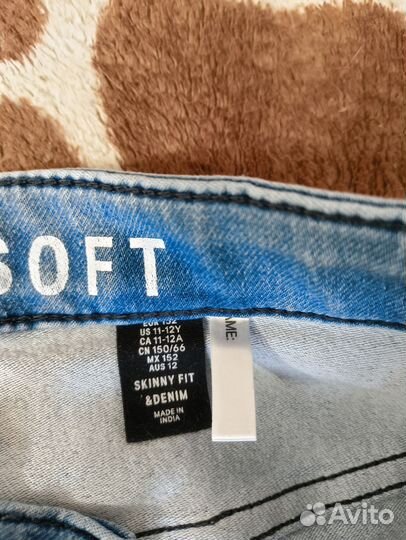 SOFT
EUR 152
US 11-12Y
CA 11-12A
CN 150/66
MX 152
AUS 12
SKINNY FIT
&DENIM
MADE IN
INDIA
AME:
Avito